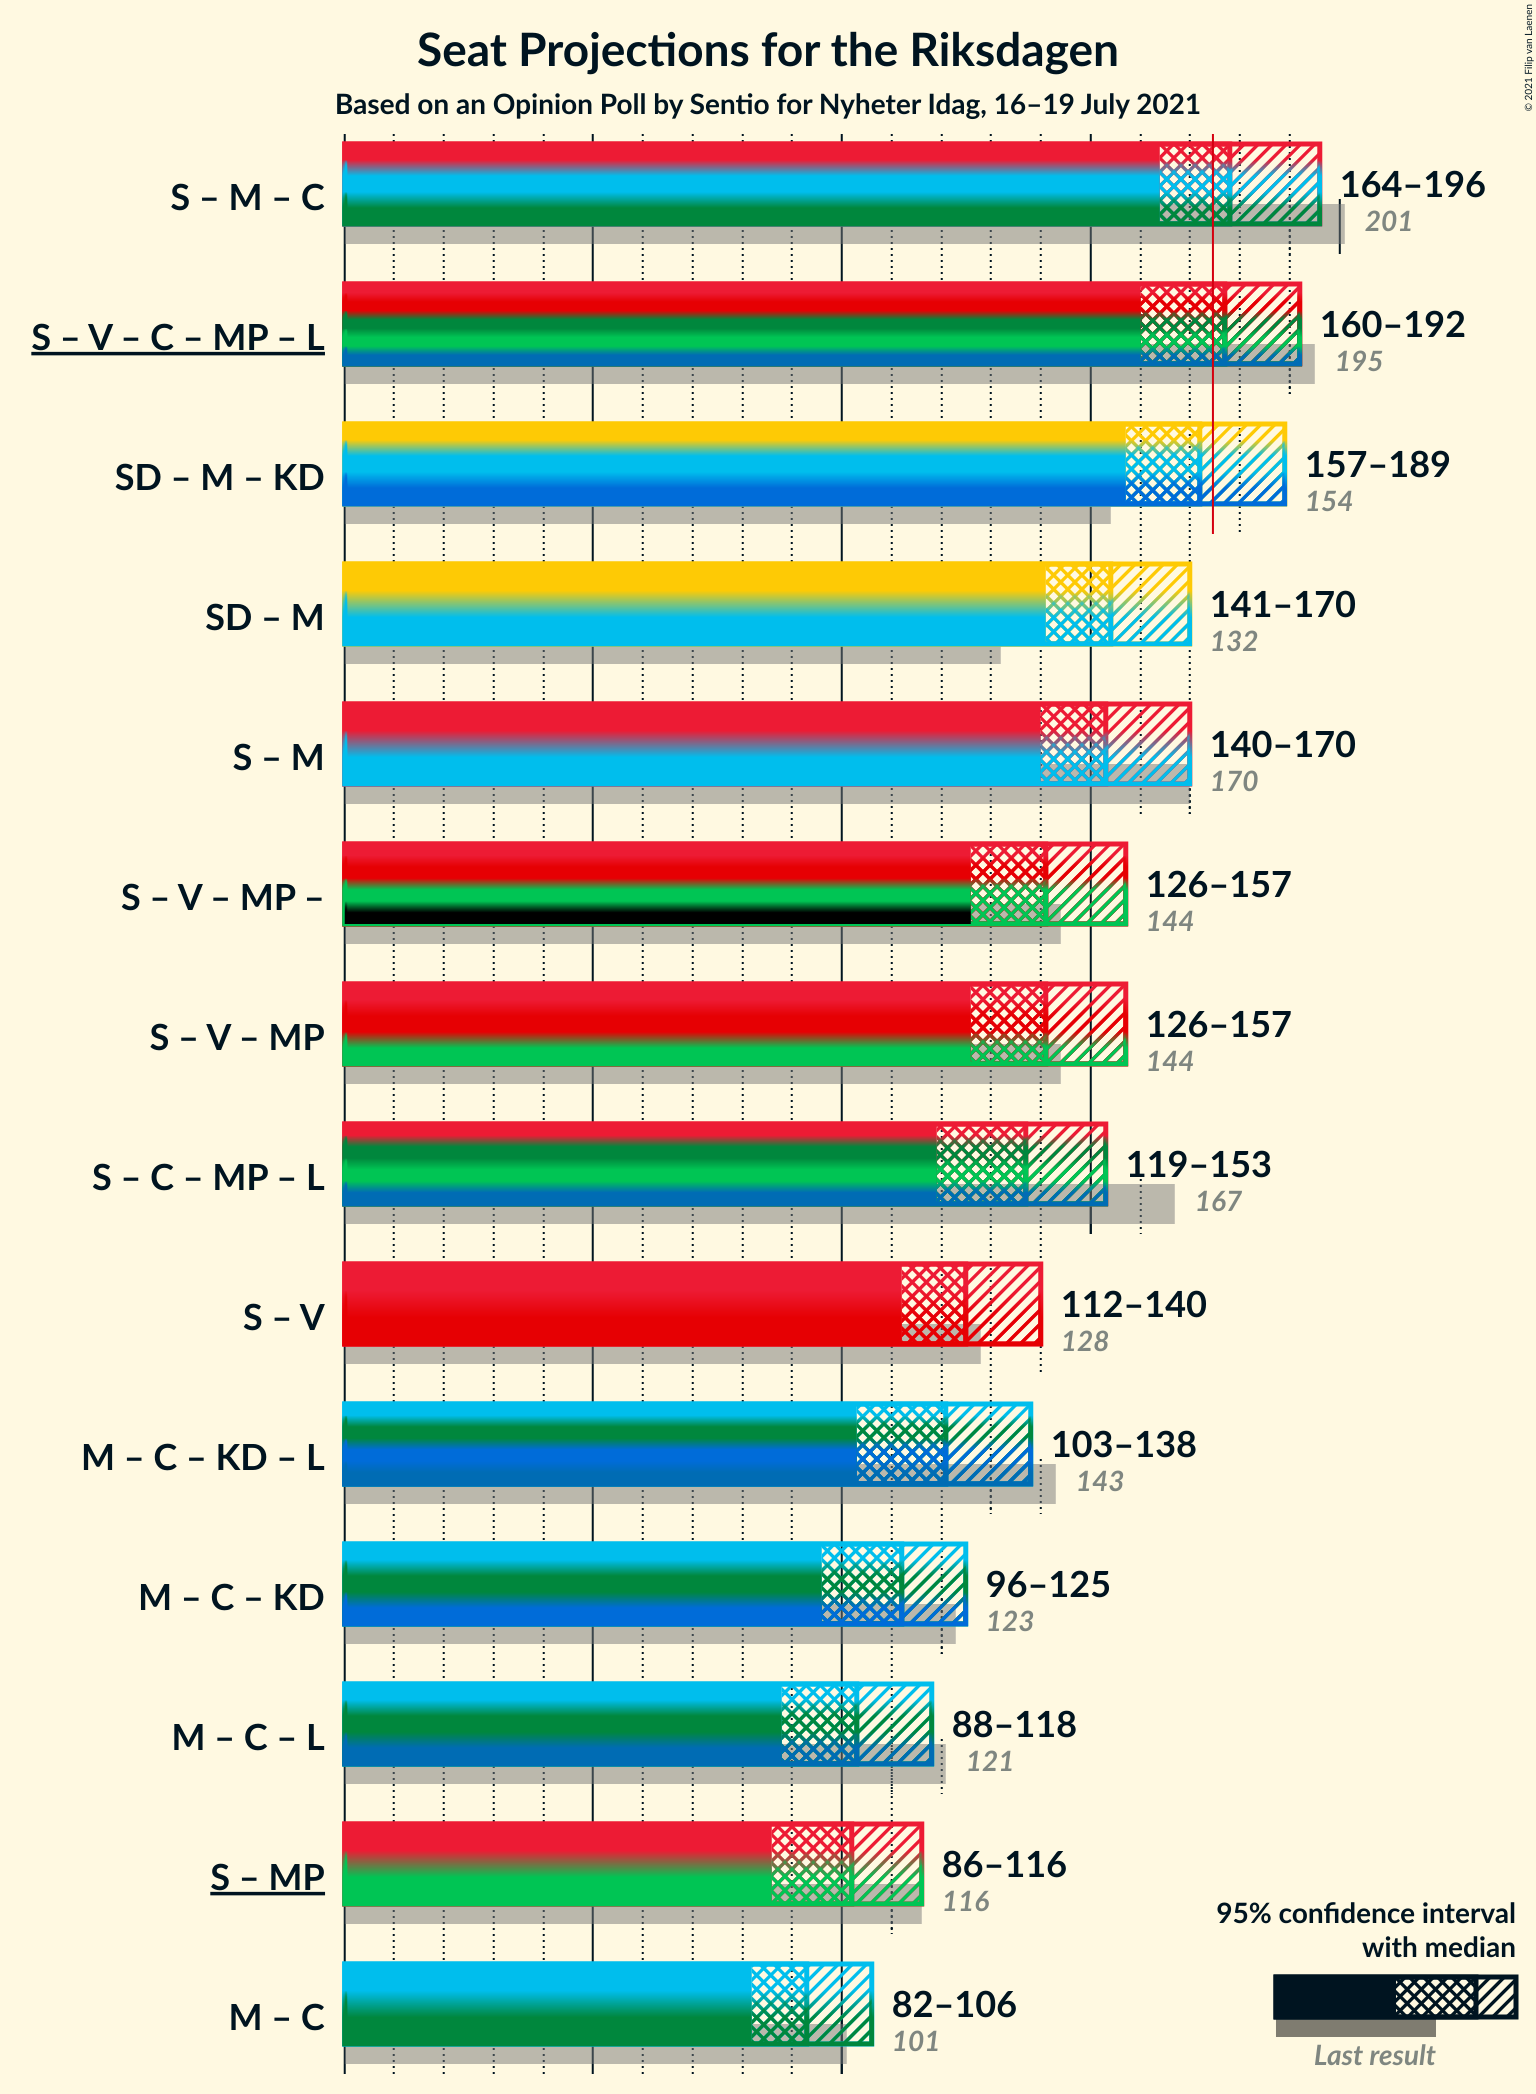 Seat Projections for the Riksdagen
Based on an Opinion Poll by Sentio for Nyheter Idag, 16–19 July 2021
© 2021 Filip van Laenen
S – M – C
164–196
201
S – V – C – MP – L
160–192
195
SD – M – KD
157–189
154
SD – M
141–170
132
S – M
140–170
170
S – V – MP –
126–157
144
S – V – MP
126–157
144
S – C – MP – L
119–153
167
S – V
112–140
128
M – C – KD – L
103–138
143
M – C – KD
96–125
123
M – C – L
88–118
121
S – MP
86–116
116
M – C
82–106
101
95% confidence interval
with median
Last result